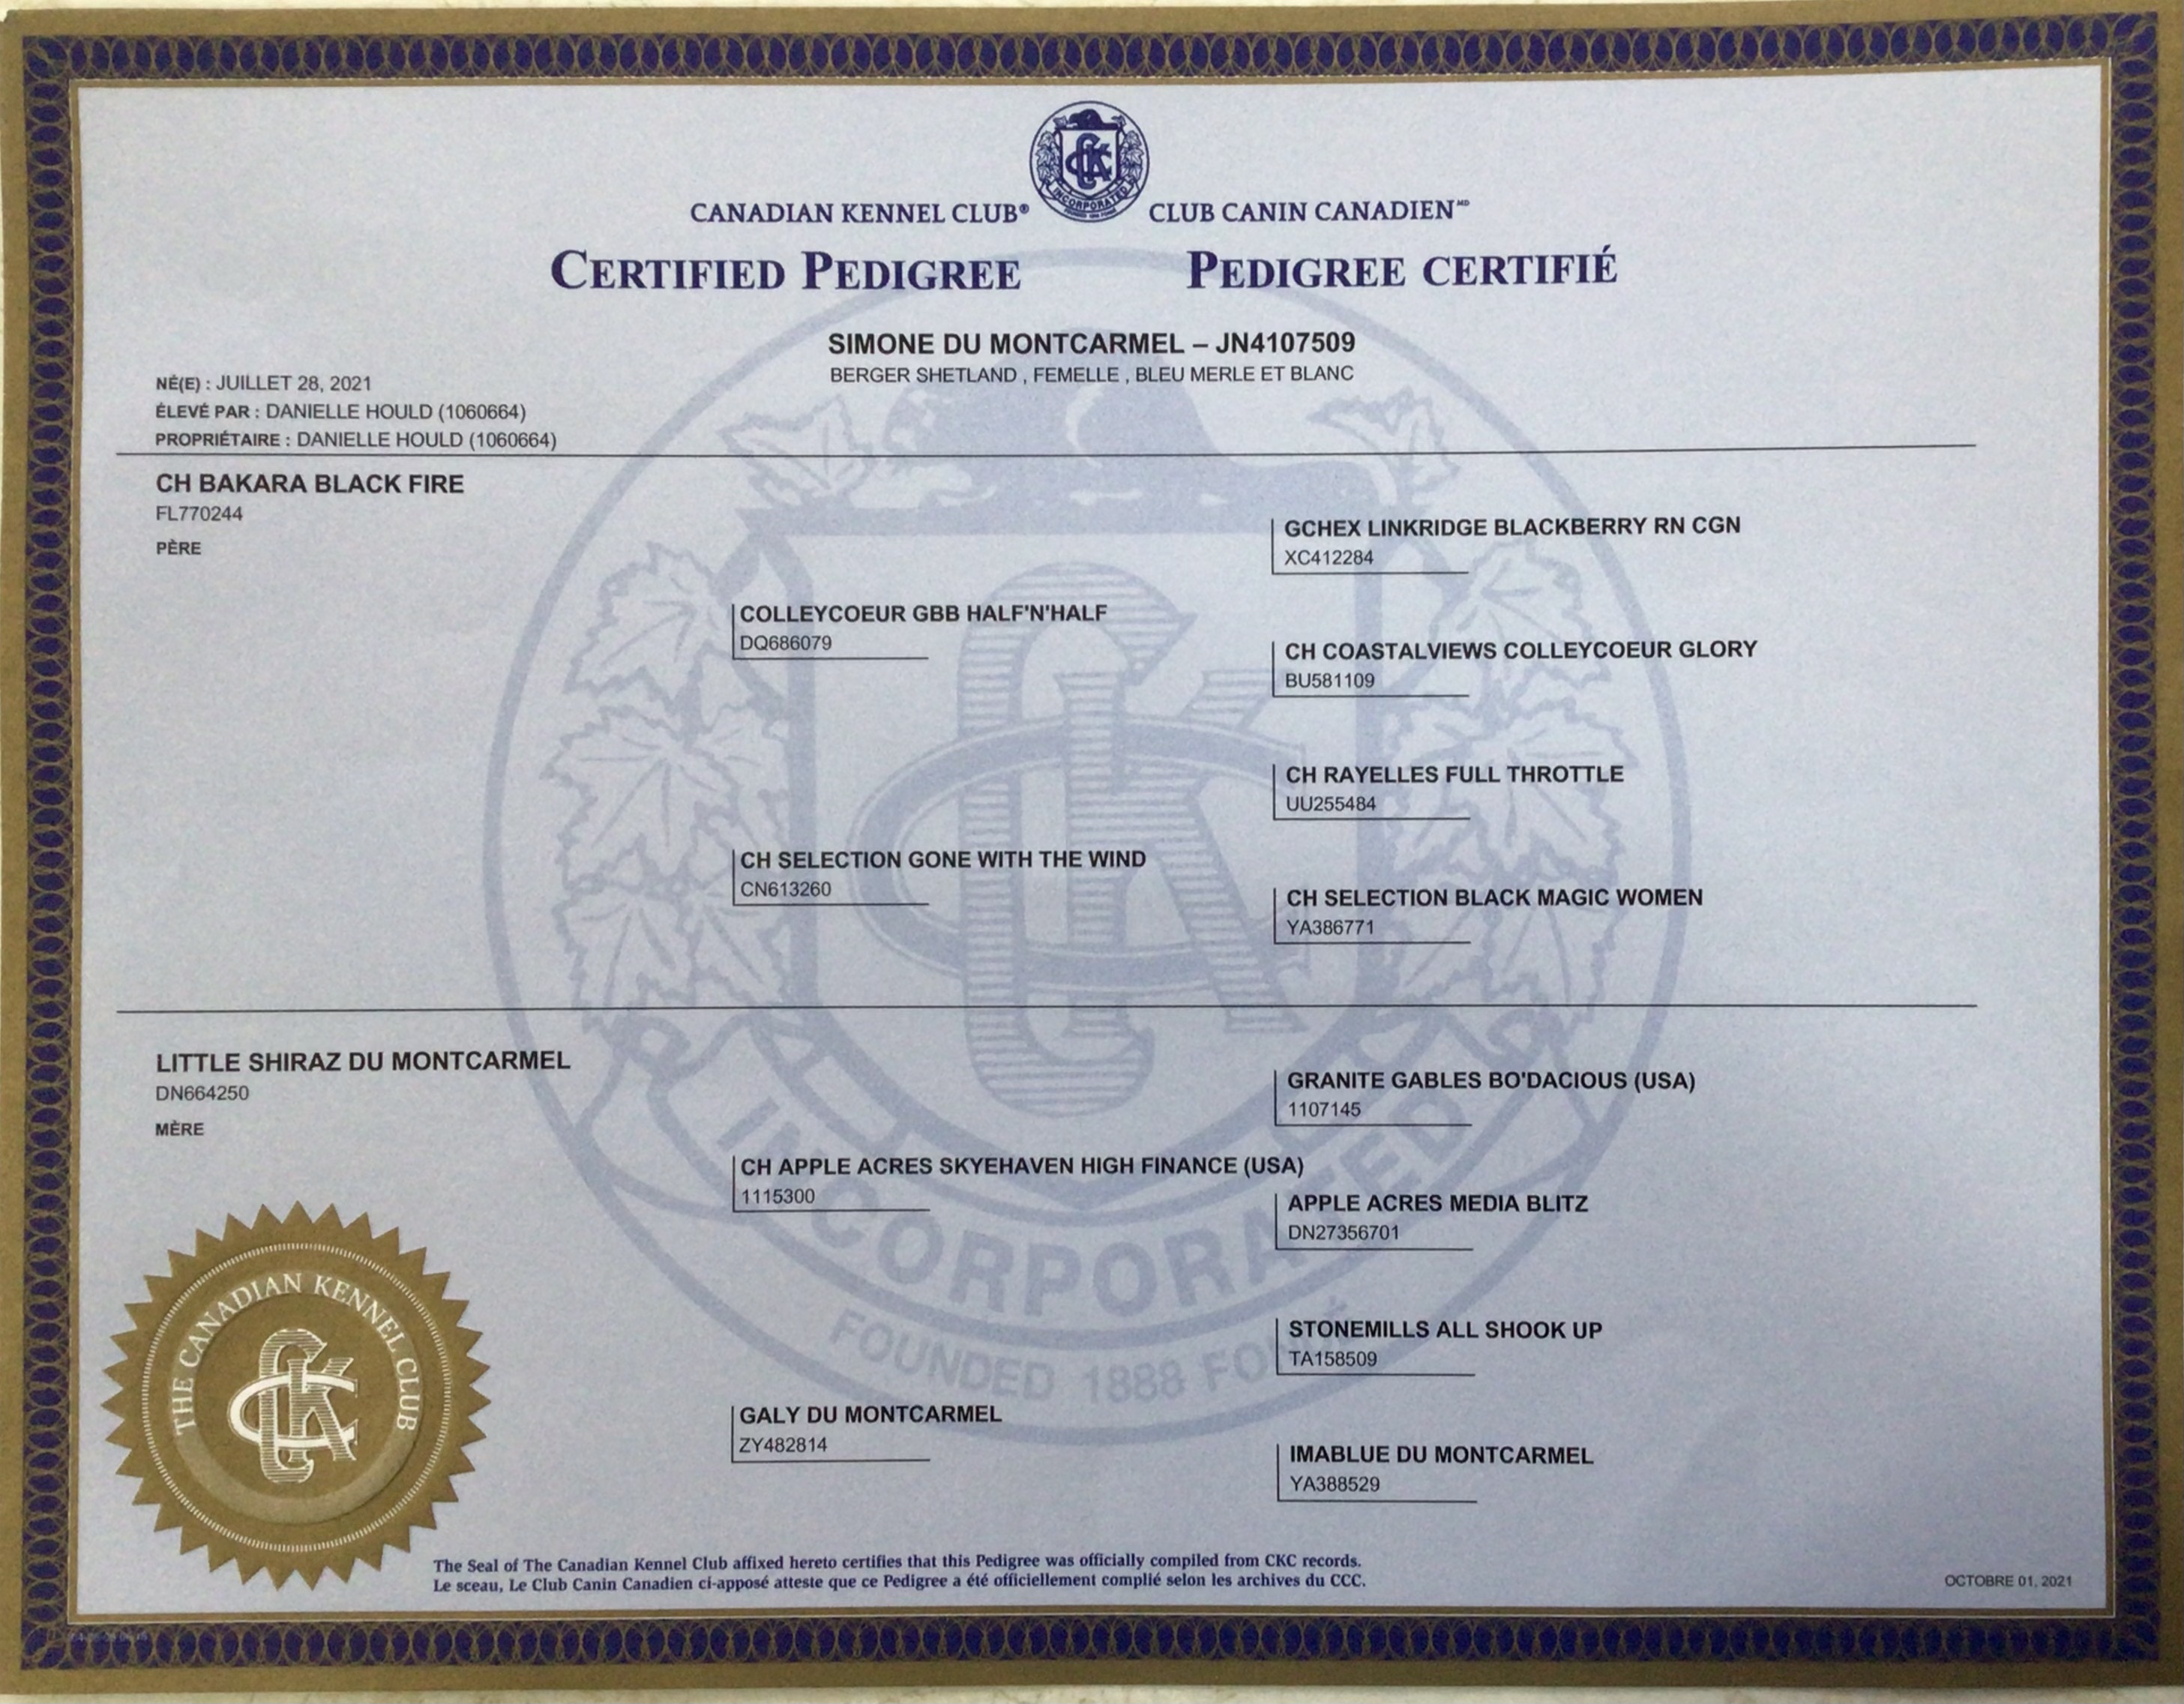 CANADIAN KENNEL CLUB® CLUB CANIN CANADIEN MD
INCORPORATED
CERTIFIED PEDIGREE PEDIGREE CERTIFIÉ
SIMONE DU MONTCARMEL – JN4107509
BERGER SHETLAND , FEMELLE , BLEU MERLE ET BLANC
NÉ(E) : JUILLET 28, 2021
ÉLEVÉ PAR : DANIELLE HOULD (1060664)
PROPRIÉTAIRE : DANIELLE HOULD (1060664)
CH BAKARA BLACK FIRE
FL770244
PÈRE
GCHEX LINKRIDGE BLACKBERRY RN CGN
XC412284
COLLEYCOEUR GBB HALF'N'HALF
DQ686079
CH COASTALVIEWS COLLEYCOEUR GLORY
BU581109
CH RAYELLES FULL THROTTLE
UU255484
CH SELECTION GONE WITH THE WIND
CN613260
CH SELECTION BLACK MAGIC WOMEN
YA386771
LITTLE SHIRAZ DU MONTCARMEL
DN664250
MÈRE
GRANITE GABLES BO'DACIOUS (USA)
1107145
CH APPLE ACRES SKYEHAVEN HIGH FINANCE (USA)
1115300
APPLE ACRES MEDIA BLITZ
DN27356701
STONEMILLS ALL SHOOK UP
TA158509
GALY DU MONTCARMEL
ZY482814
IMABLUE DU MONTCARMEL
YA388529
INCORPORATED
FOUNDED 1888
THE CANADIAN KENNEL CLUB
The Seal of The Canadian Kennel Club affixed hereto certifies that this Pedigree was officially compiled from CKC records.
Le sceau, Le Club Canin Canadien ci-apposé atteste que ce Pedigree a été officiellement complié selon les archives du CCC.
OCTOBRE 01, 2021